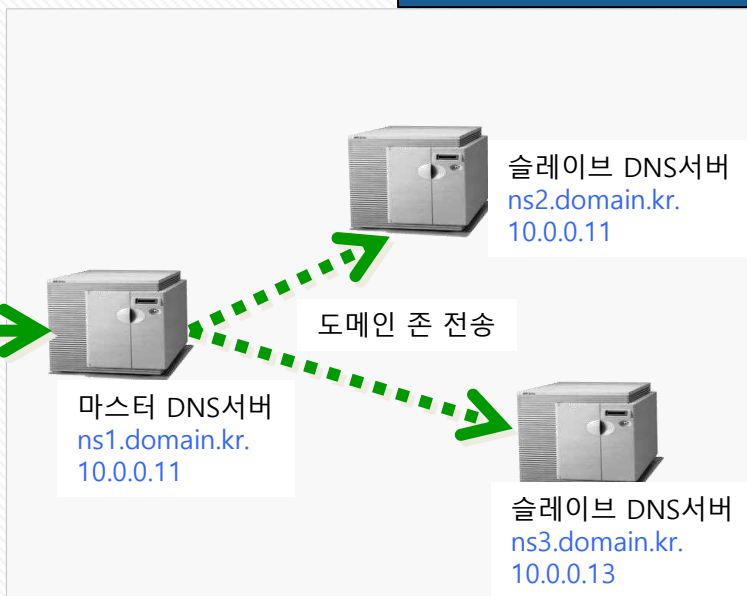 슬레이브 DNS서버
ns2.domain.kr.
10.0.0.11
도메인 존 전송
마스터 DNS서버
ns1.domain.kr.
10.0.0.11
슬레이브 DNS서버
ns3.domain.kr.
10.0.0.13